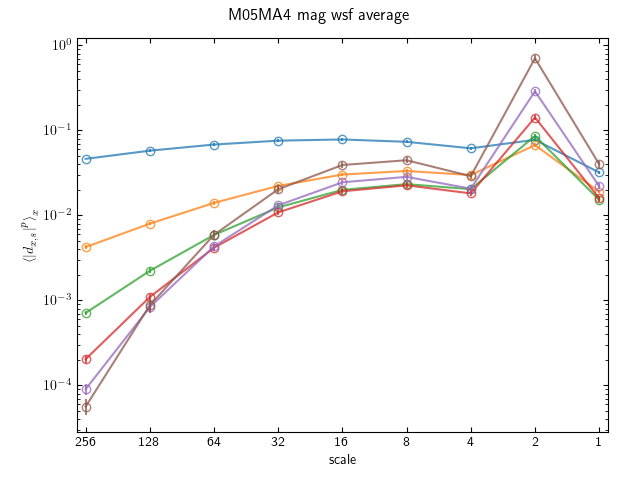 M05MA4 mag wsf average
10⁰
10⁻¹
10⁻²
10⁻³
10⁻⁴
⟨|d_{x,s}|^p⟩_x
256 128 64 32 16 8 4 2 1
scale